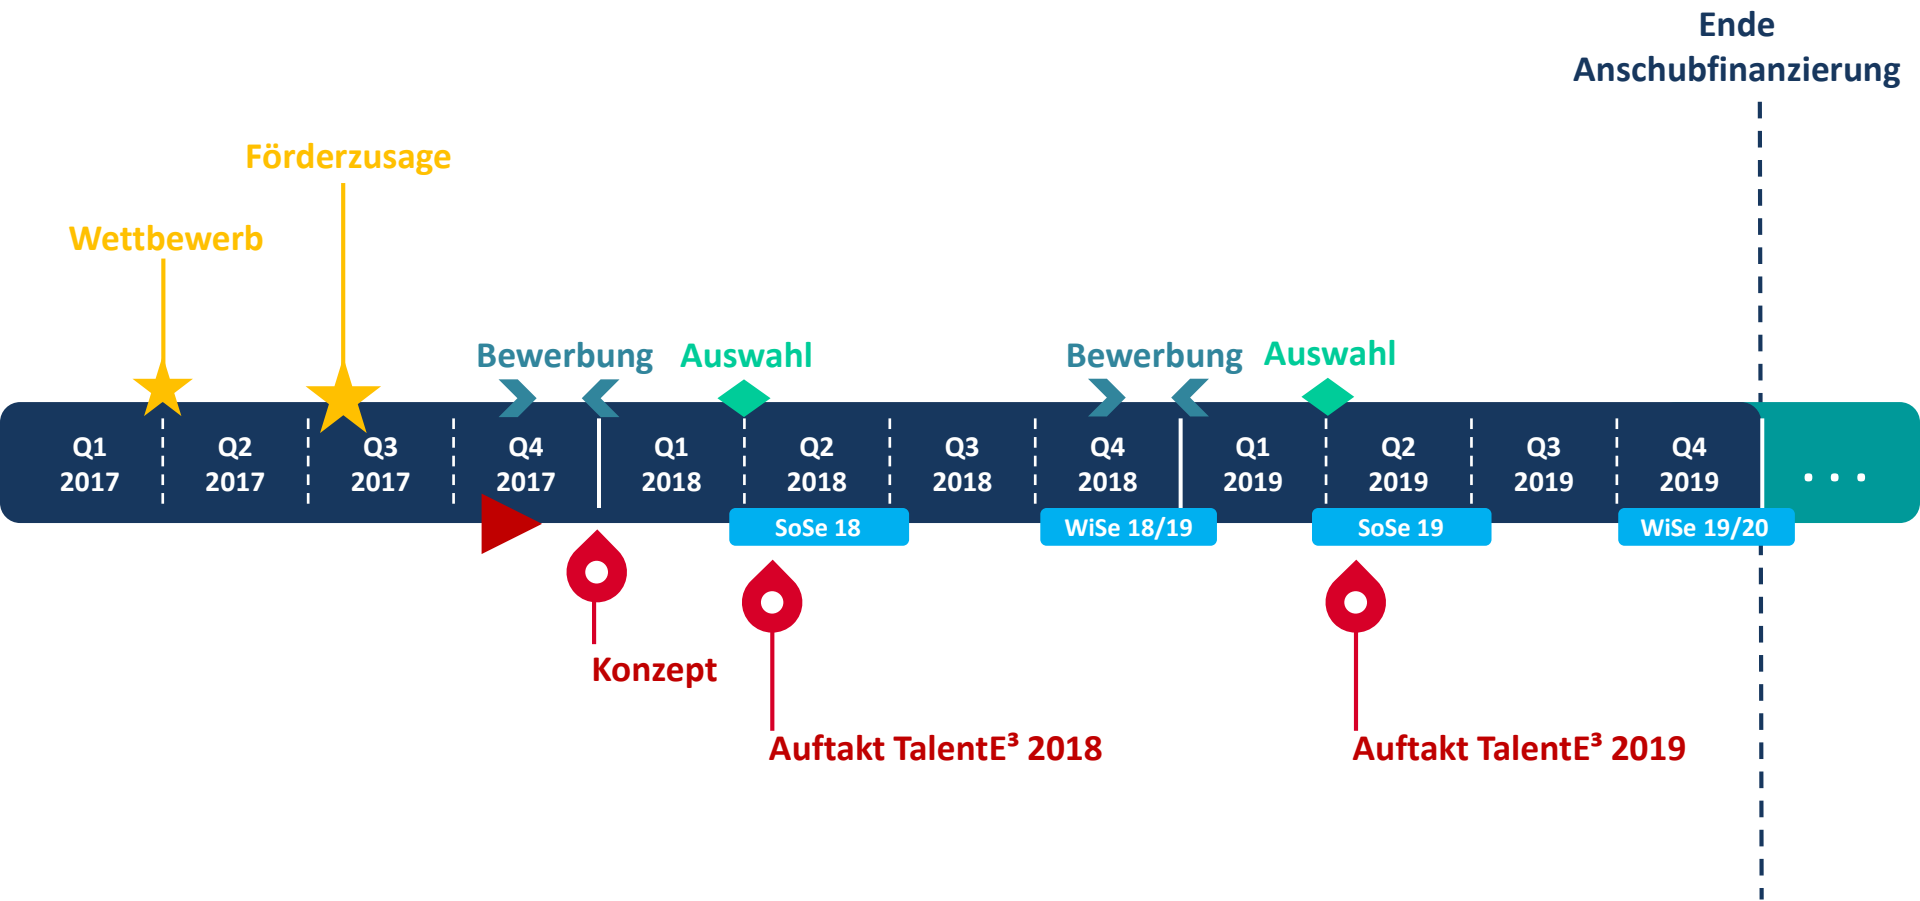 Ende
Anschubfinanzierung
Förderzusage
Wettbewerb
Bewerbung
Auswahl
Bewerbung
Auswahl
Q1
2017
Q2
2017
Q3
2017
Q4
2017
Q1
2018
Q2
2018
Q3
2018
Q4
2018
Q1
2019
Q2
2019
Q3
2019
Q4
2019
. . .
SoSe 18
WiSe 18/19
SoSe 19
WiSe 19/20
Konzept
Auftakt TalentE³ 2018
Auftakt TalentE³ 2019